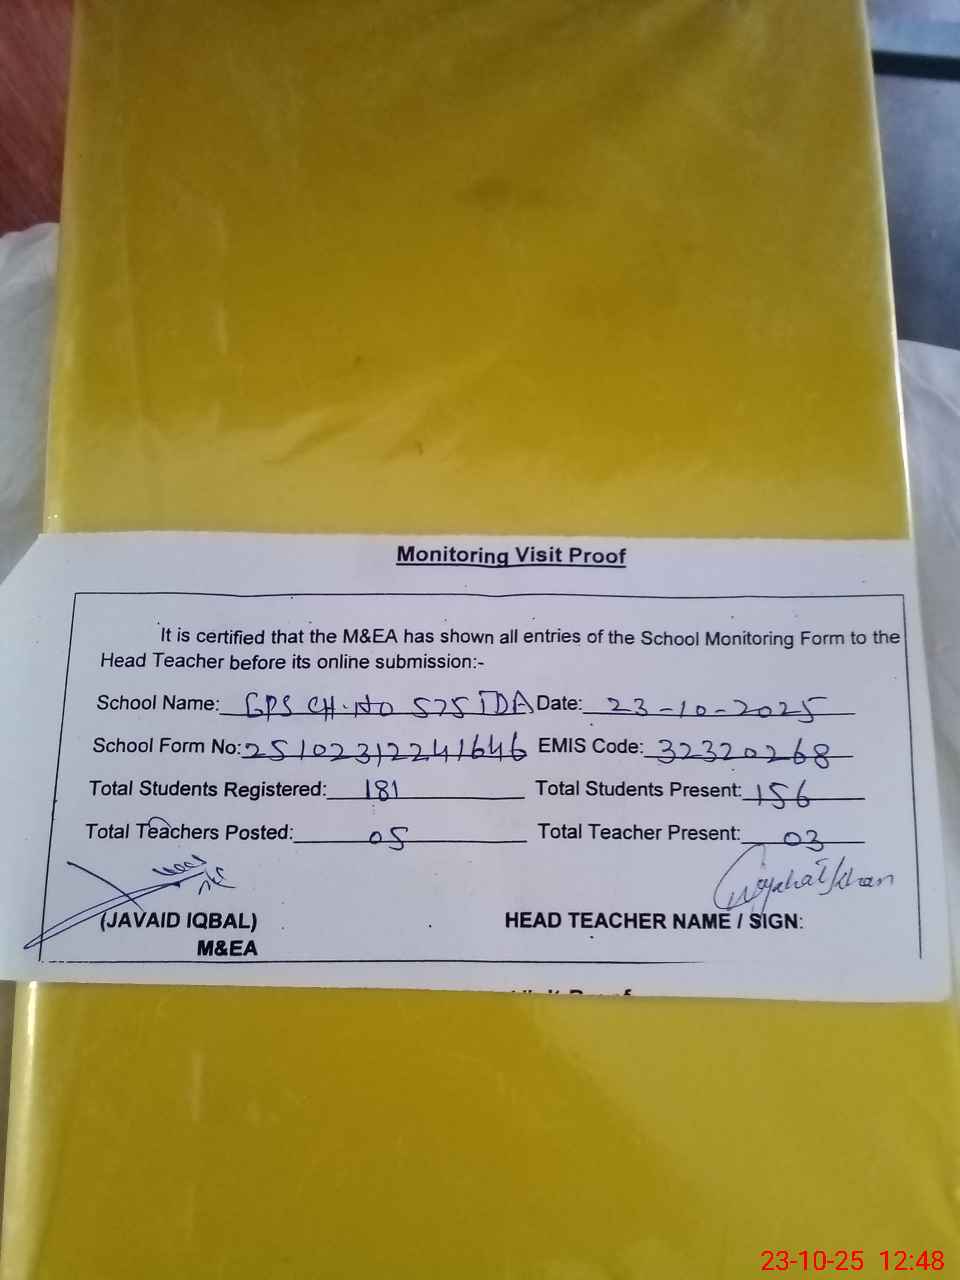 Monitoring Visit Proof
It is certified that the M&EA has shown all entries of the School Monitoring Form to the
Head Teacher before its online submission:-
School Name: GPS CH.NO 575 TDA Date: 23-10-2025
School Form No: 251023122441646 EMIS Code: 32320268
Total Students Registered: 181 Total Students Present: 156
Total Teachers Posted: 05 Total Teacher Present: 03
(JAVAID IQBAL) HEAD TEACHER NAME / SIGN:
M&EA
23-10-25 12:48